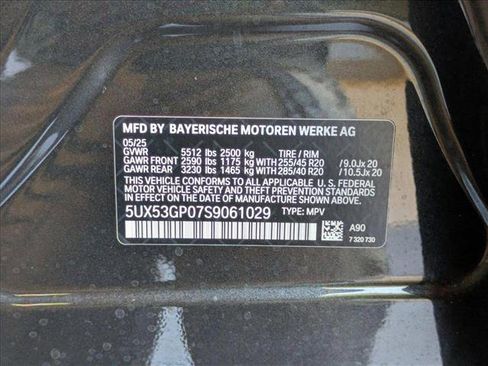 MFD BY BAYERISCHE MOTOREN WERKE AG
05/25
GVWR 5512 lbs 2500 kg TIRE / RIM
GAWR FRONT 2590 lbs 1175 kg WITH 255/45 R20 /9.0Jx 20
GAWR REAR 3230 lbs 1465 kg WITH 285/40 R20 /10.5Jx 20
THIS VEHICLE CONFORMS TO ALL APPLICABLE U. S. FEDERAL
MOTOR VEHICLE SAFETY AND THEFT PREVENTION STANDARDS
IN EFFECT ON THE DATE OF MANUFACTURE SHOWN ABOVE.
5UX53GP07S9061029 TYPE: MPV
A90
7 320 730